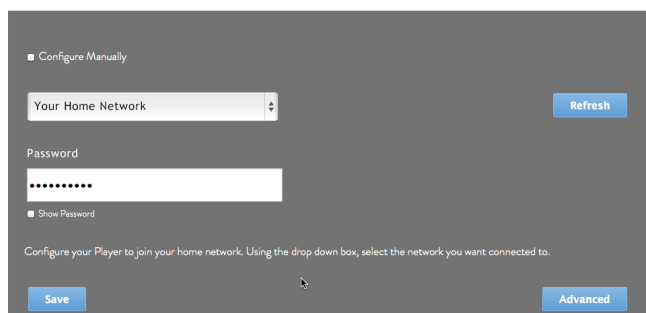 Configure Manually
Your Home Network
Refresh
Password
••••••••••
Show Password
Configure your Player to join your home network. Using the drop down box, select the network you want connected to.
Save
Advanced